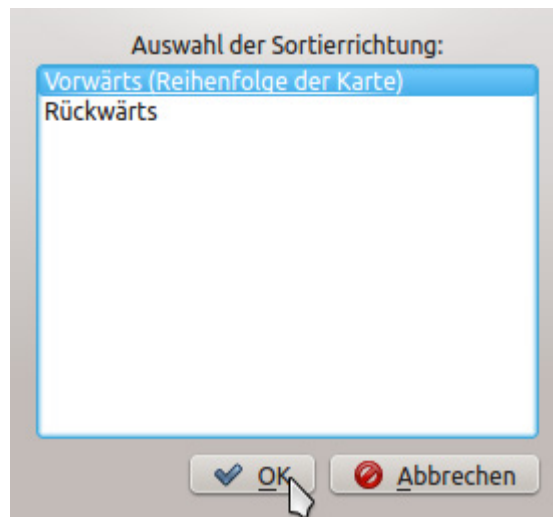 Auswahl der Sortierrichtung:
Vorwärts (Reihenfolge der Karte)
Rückwärts
OK
Abbrechen